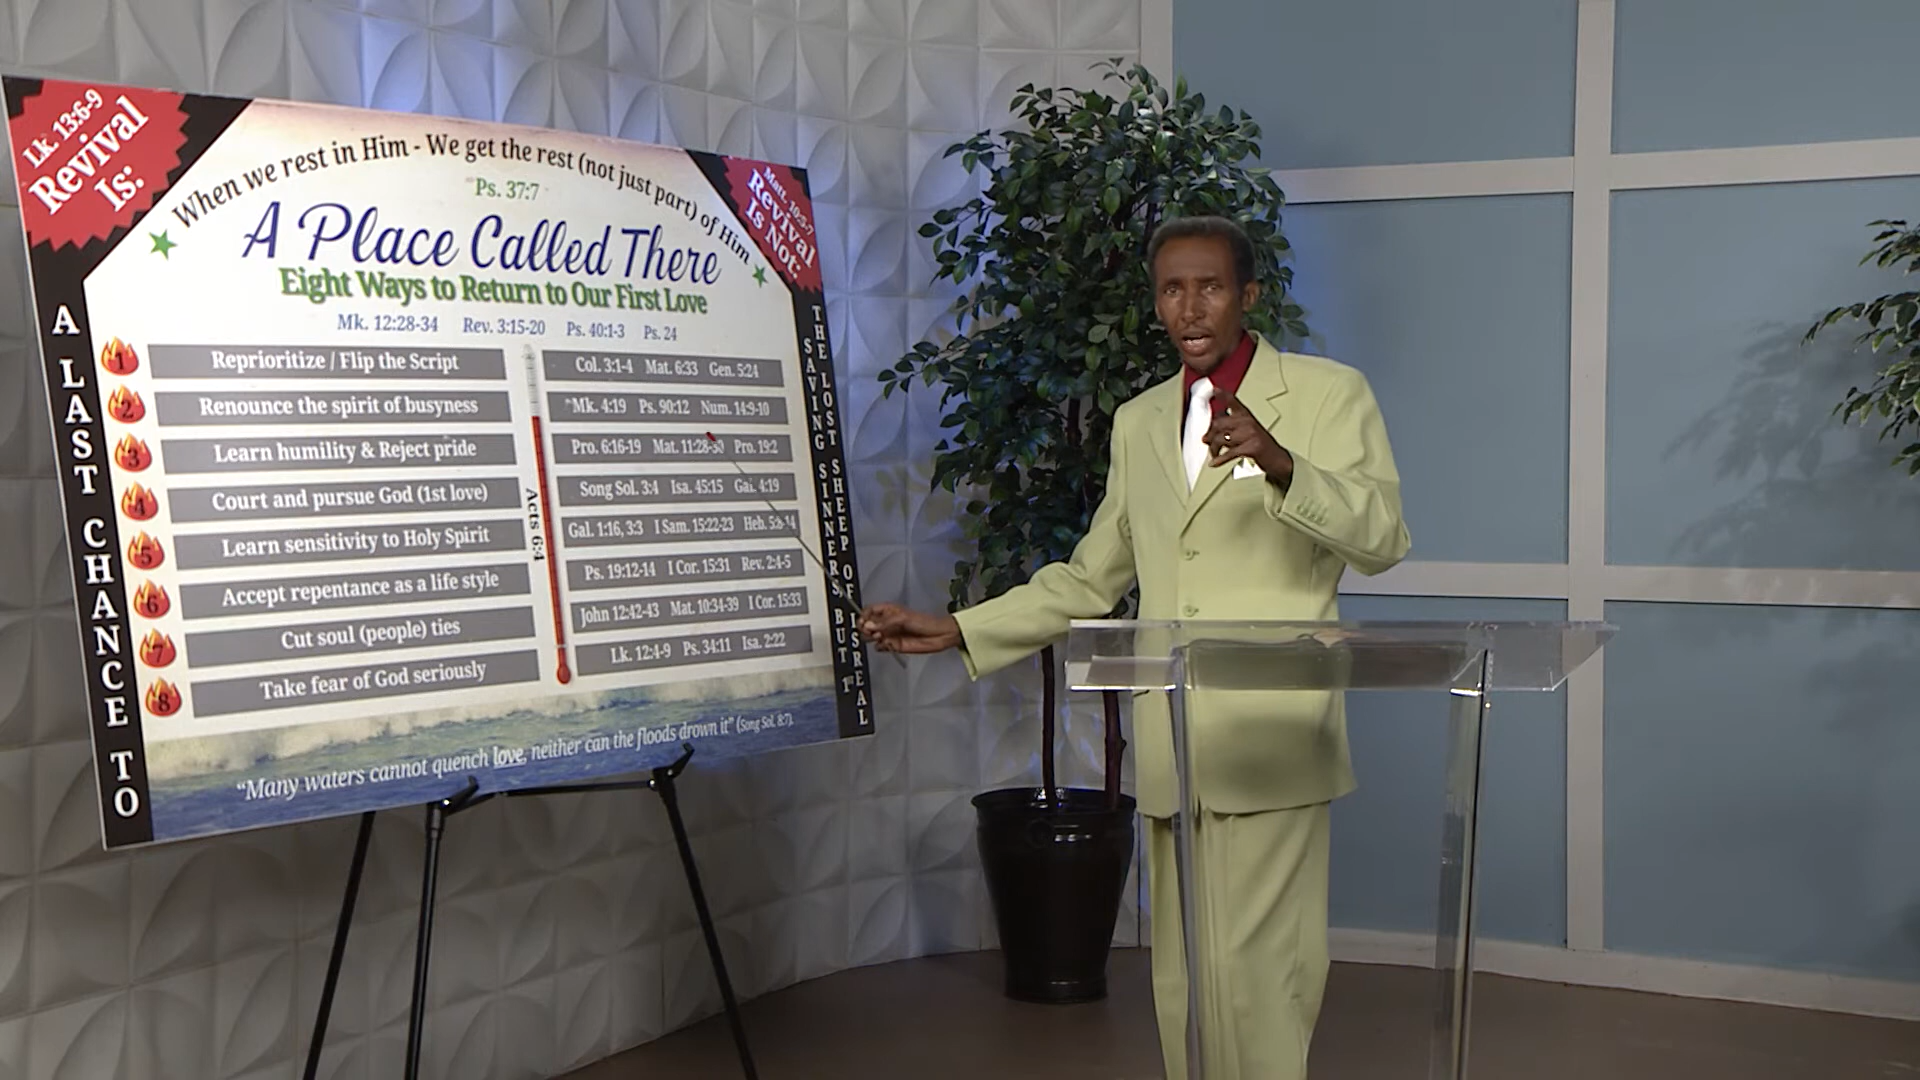 Lk. 13:6-9
Revival
Is:
Matt. 10:5-7
Revival
Is Not:
When we rest in Him - We get the rest (not just part) of Him
Ps. 37:7
A Place Called There
Eight Ways to Return to Our First Love
Mk. 12:28-34 Rev. 3:15-20 Ps. 40:1-3 Ps. 24
1 Reprioritize / Flip the Script Col. 3:1-4 Mat. 6:33 Gen. 5:24
2 Renounce the spirit of busyness Mk. 4:19 Ps. 90:12 Num. 14:9-10
3 Learn humility & Reject pride Pro. 6:16-19 Mat. 11:28-30 Pro. 19:2
4 Court and pursue God (1st love) Song Sol. 3:4 Isa. 45:15 Gal. 4:19
5 Learn sensitivity to Holy Spirit Gal. 1:16, 3:3 I Sam. 15:22-23 Heb. 5:8-14
6 Accept repentance as a life style Ps. 19:12-14 I Cor. 15:31 Rev. 2:4-5
7 Cut soul (people) ties John 12:42-43 Mat. 10:34-39 I Cor. 15:33
8 Take fear of God seriously Lk. 12:4-9 Ps. 34:11 Isa. 2:22
Acts 6:4
"Many waters cannot quench love, neither can the floods drown it" (Song Sol. 8:7).
A LAST CHANCE TO
SAVING SINNERS, BUT 1st
THE LOST SHEEP OF ISREAL